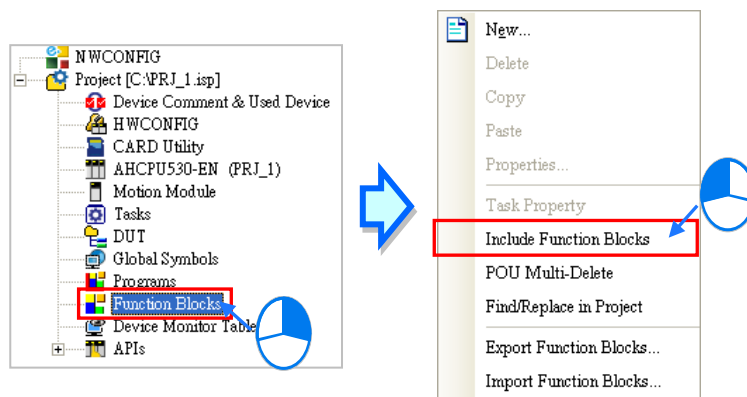 NWCONFIG
Project [C:\PRJ_1.isp]
Device Comment & Used Device
HWCONFIG
CARD Utility
AHCPU530-EN (PRJ_1)
Motion Module
Tasks
DUT
Global Symbols
Programs
Function Blocks
Device Monitor Table
APIs
New...
Delete
Copy
Paste
Properties...
Task Property
Include Function Blocks
POU Multi-Delete
Find/Replace in Project
Export Function Blocks...
Import Function Blocks...